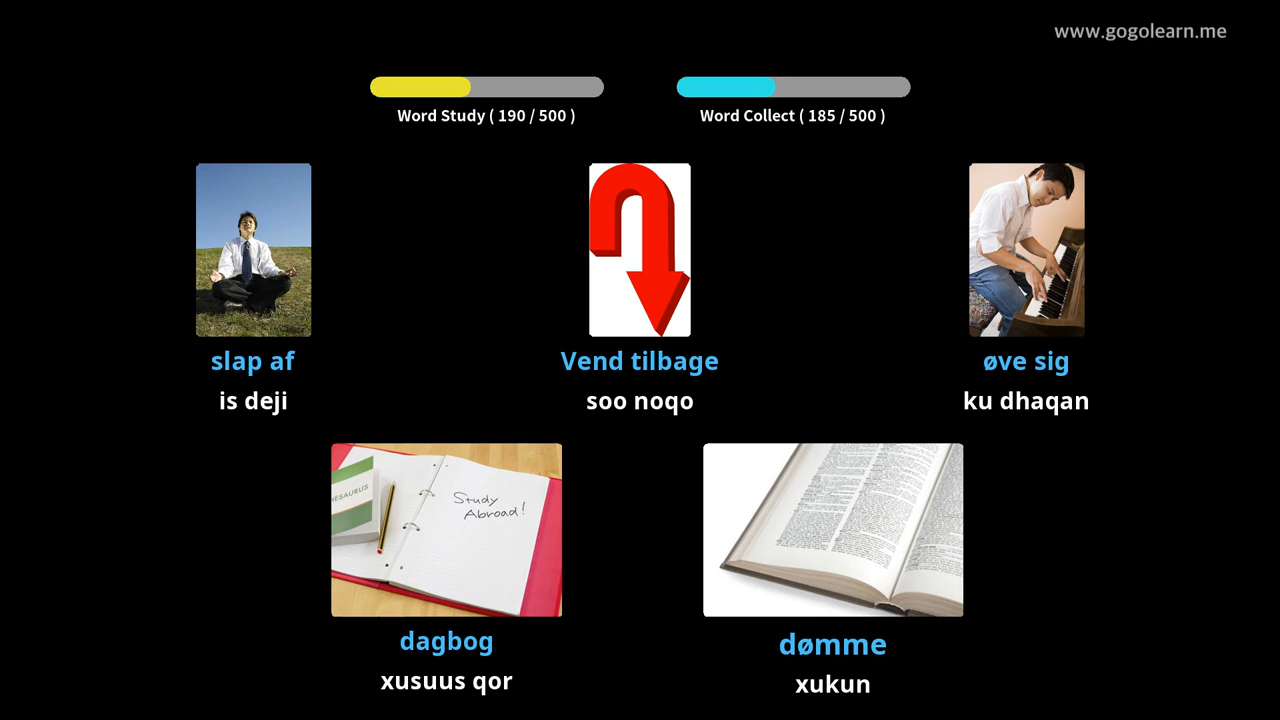 www.gogolearn.me
Word Study ( 190 / 500 )
Word Collect ( 185 / 500 )
slap af
is deji
Vend tilbage
soo noqo
øve sig
ku dhaqan
Study
Abroad!
dagbog
xusuus qor
dømme
xukun